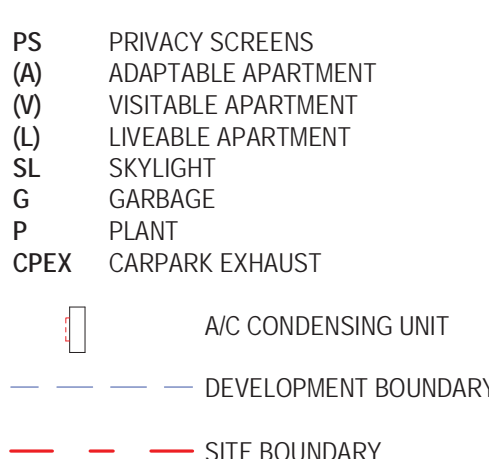 PS PRIVACY SCREENS
(A) ADAPTABLE APARTMENT
(V) VISITABLE APARTMENT
(L) LIVEABLE APARTMENT
SL SKYLIGHT
G GARBAGE
P PLANT
CPEX CARPARK EXHAUST
A/C CONDENSING UNIT
DEVELOPMENT BOUNDARY
SITE BOUNDARY